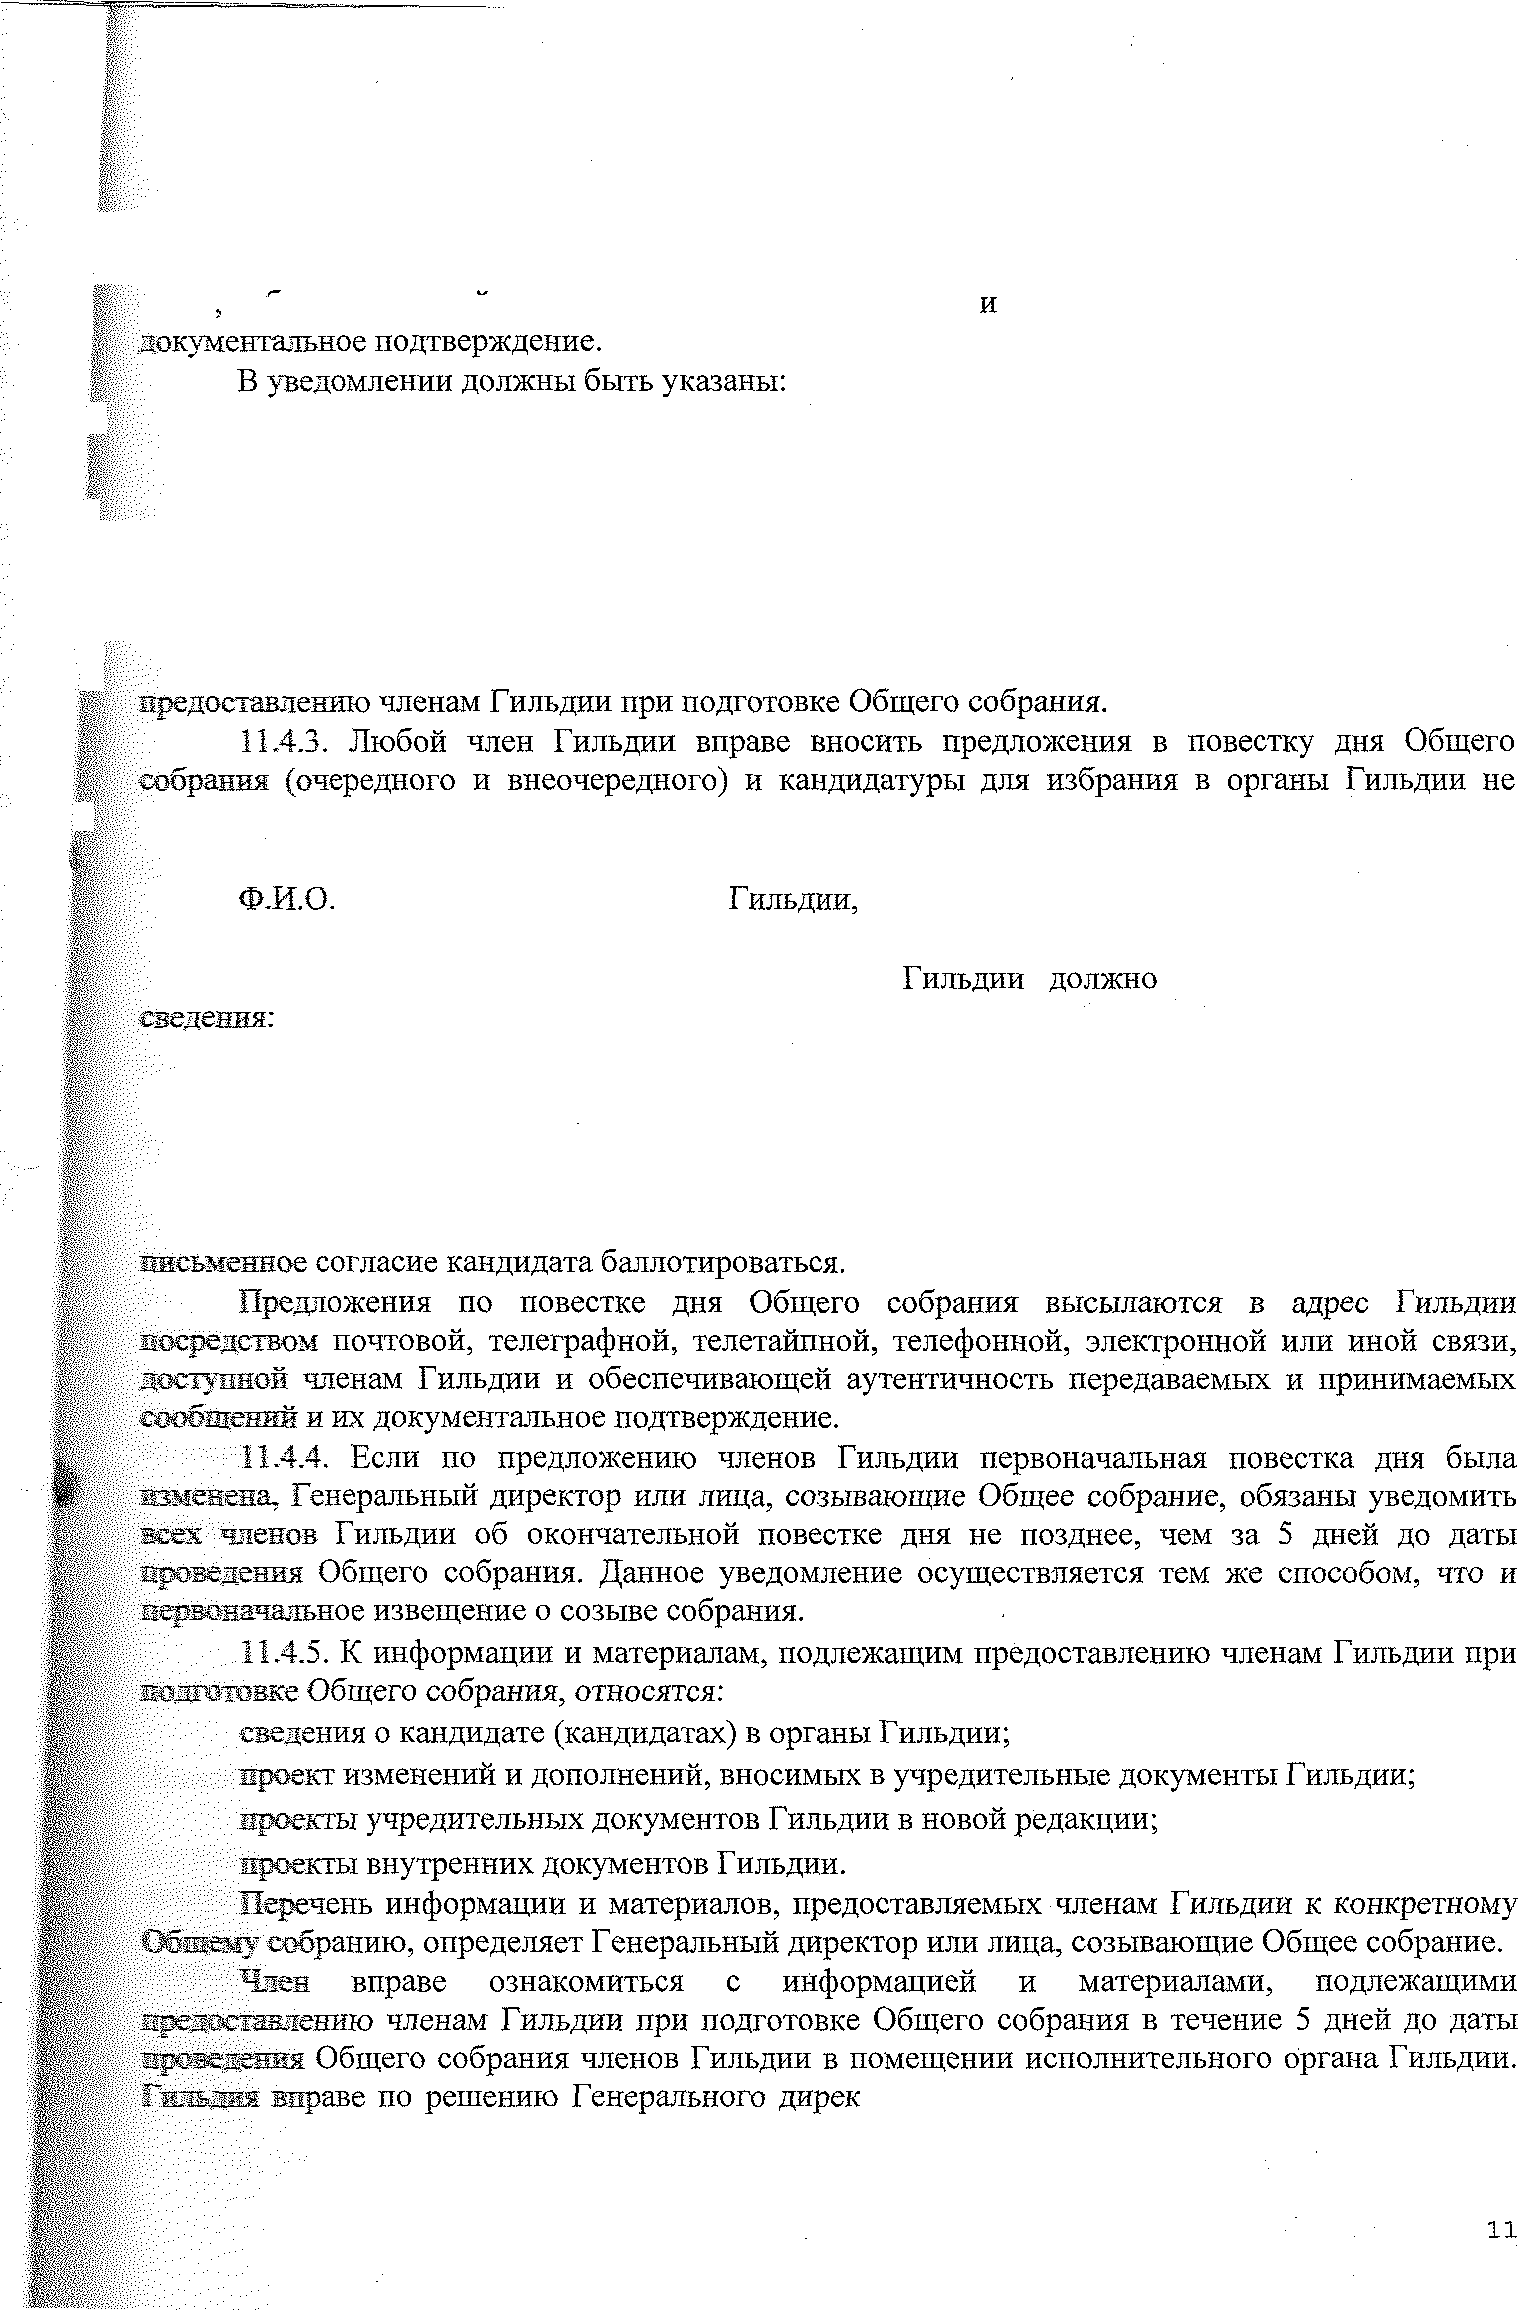 и
документальное подтверждение.
В уведомлении должны быть указаны:
предоставлению членам Гильдии при подготовке Общего собрания.
11.4.3. Любой член Гильдии вправе вносить предложения в повестку дня Общего
собрания (очередного и внеочередного) и кандидатуры для избрания в органы Гильдии не
Ф.И.О. Гильдии,
Гильдии должно
сведения:
письменное согласие кандидата баллотироваться.
Предложения по повестке дня Общего собрания высылаются в адрес Гильдии
посредством почтовой, телеграфной, телетайпной, телефонной, электронной или иной связи,
доступной членам Гильдии и обеспечивающей аутентичность передаваемых и принимаемых
сообщений и их документальное подтверждение.
11.4.4. Если по предложению членов Гильдии первоначальная повестка дня была
изменена, Генеральный директор или лица, созывающие Общее собрание, обязаны уведомить
всех членов Гильдии об окончательной повестке дня не позднее, чем за 5 дней до даты
проведения Общего собрания. Данное уведомление осуществляется тем же способом, что и
первоначальное извещение о созыве собрания.
11.4.5. К информации и материалам, подлежащим предоставлению членам Гильдии при
подготовке Общего собрания, относятся:
сведения о кандидате (кандидатах) в органы Гильдии;
проект изменений и дополнений, вносимых в учредительные документы Гильдии;
проекты учредительных документов Гильдии в новой редакции;
проекты внутренних документов Гильдии.
Перечень информации и материалов, предоставляемых членам Гильдии к конкретному
Общему собранию, определяет Генеральный директор или лица, созывающие Общее собрание.
Член вправе ознакомиться с информацией и материалами, подлежащими
предоставлению членам Гильдии при подготовке Общего собрания в течение 5 дней до даты
проведения Общего собрания членов Гильдии в помещении исполнительного органа Гильдии.
Гильдия вправе по решению Генерального дирек
11